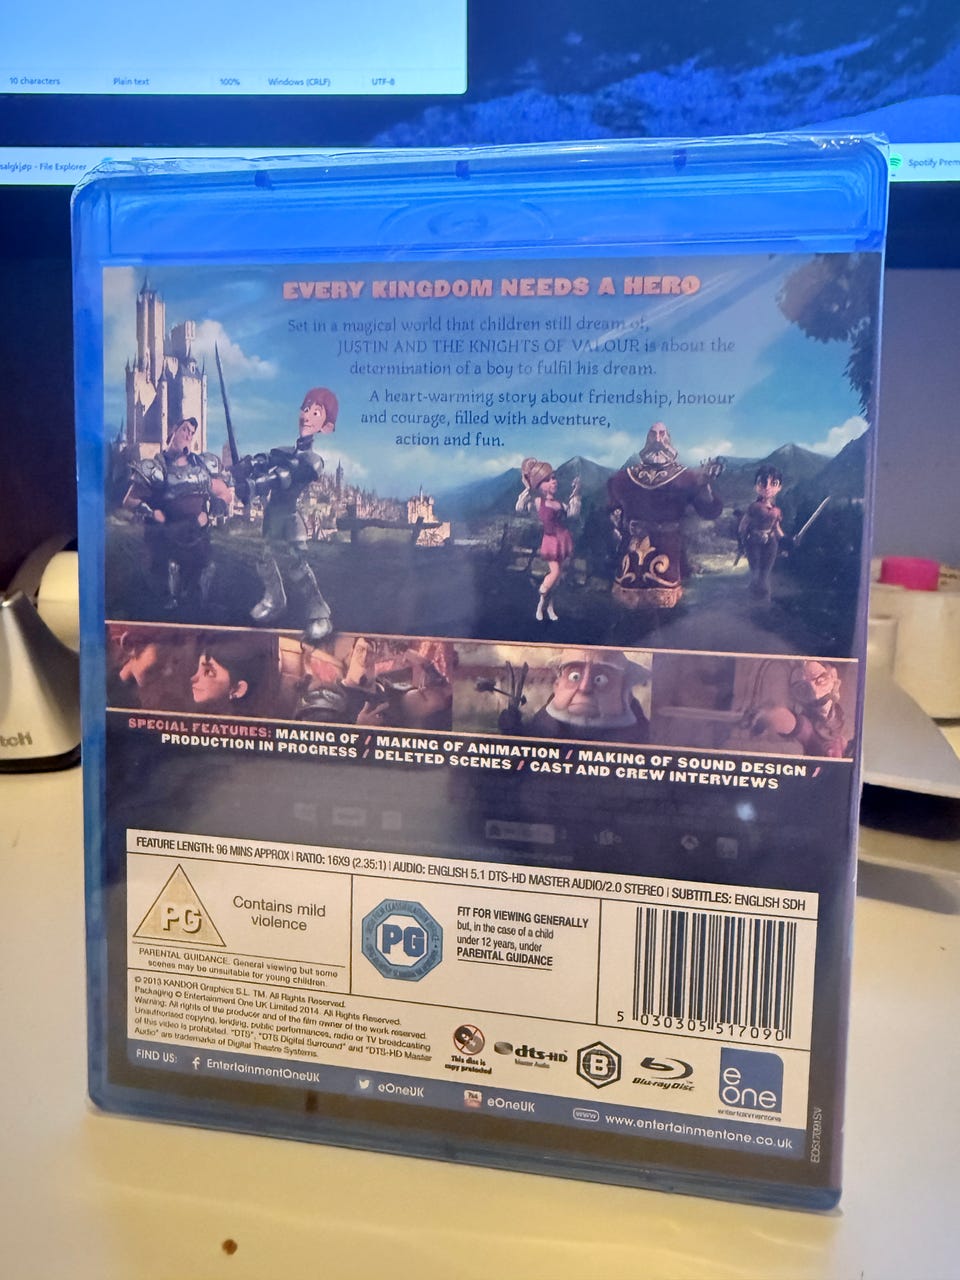 10 characters
Plain text
100%
Windows (CRLF)
UTF-8
salgkjøp - File Explorer
Spotify Prem
EVERY KINGDOM NEEDS A HERO
Set in a magical world that children still dream of,
JUSTIN AND THE KNIGHTS OF VALOUR is about the
determination of a boy to fulfil his dream.
A heart-warming story about friendship, honour
and courage, filled with adventure,
action and fun.
tch
SPECIAL FEATURES: MAKING OF / MAKING OF ANIMATION / MAKING OF SOUND DESIGN /
PRODUCTION IN PROGRESS / DELETED SCENES / CAST AND CREW INTERVIEWS
FEATURE LENGTH: 96 MINS APPROX | RATIO: 16X9 (2.35:1) | AUDIO: ENGLISH 5.1 DTS-HD MASTER AUDIO/2.0 STEREO | SUBTITLES: ENGLISH SDH
PG
Contains mild
violence
PARENTAL GUIDANCE. General viewing but some
scenes may be unsuitable for young children.
PG
FIT FOR VIEWING GENERALLY
but, in the case of a child
under 12 years, under
PARENTAL GUIDANCE
5 030305 517090
© 2013 KANDOR Graphics S.L. TM. All Rights Reserved.
Packaging © Entertainment One UK Limited 2014. All Rights Reserved.
Warning: All rights of the producer and of the film owner of the work reserved.
Unauthorised copying, lending, public performances, radio or TV broadcasting
of this video is prohibited. "DTS", "DTS Digital Surround" and "DTS-HD Master
Audio" are trademarks of Digital Theatre Systems.
This disc is
copy protected
dts-HD
Master Audio
B
Blu-ray Disc
e one
entertainmentone
FIND US:
EntertainmentOneUK
eOneUK
eOneUK
www
www.entertainmentone.co.uk
EO51709ISV